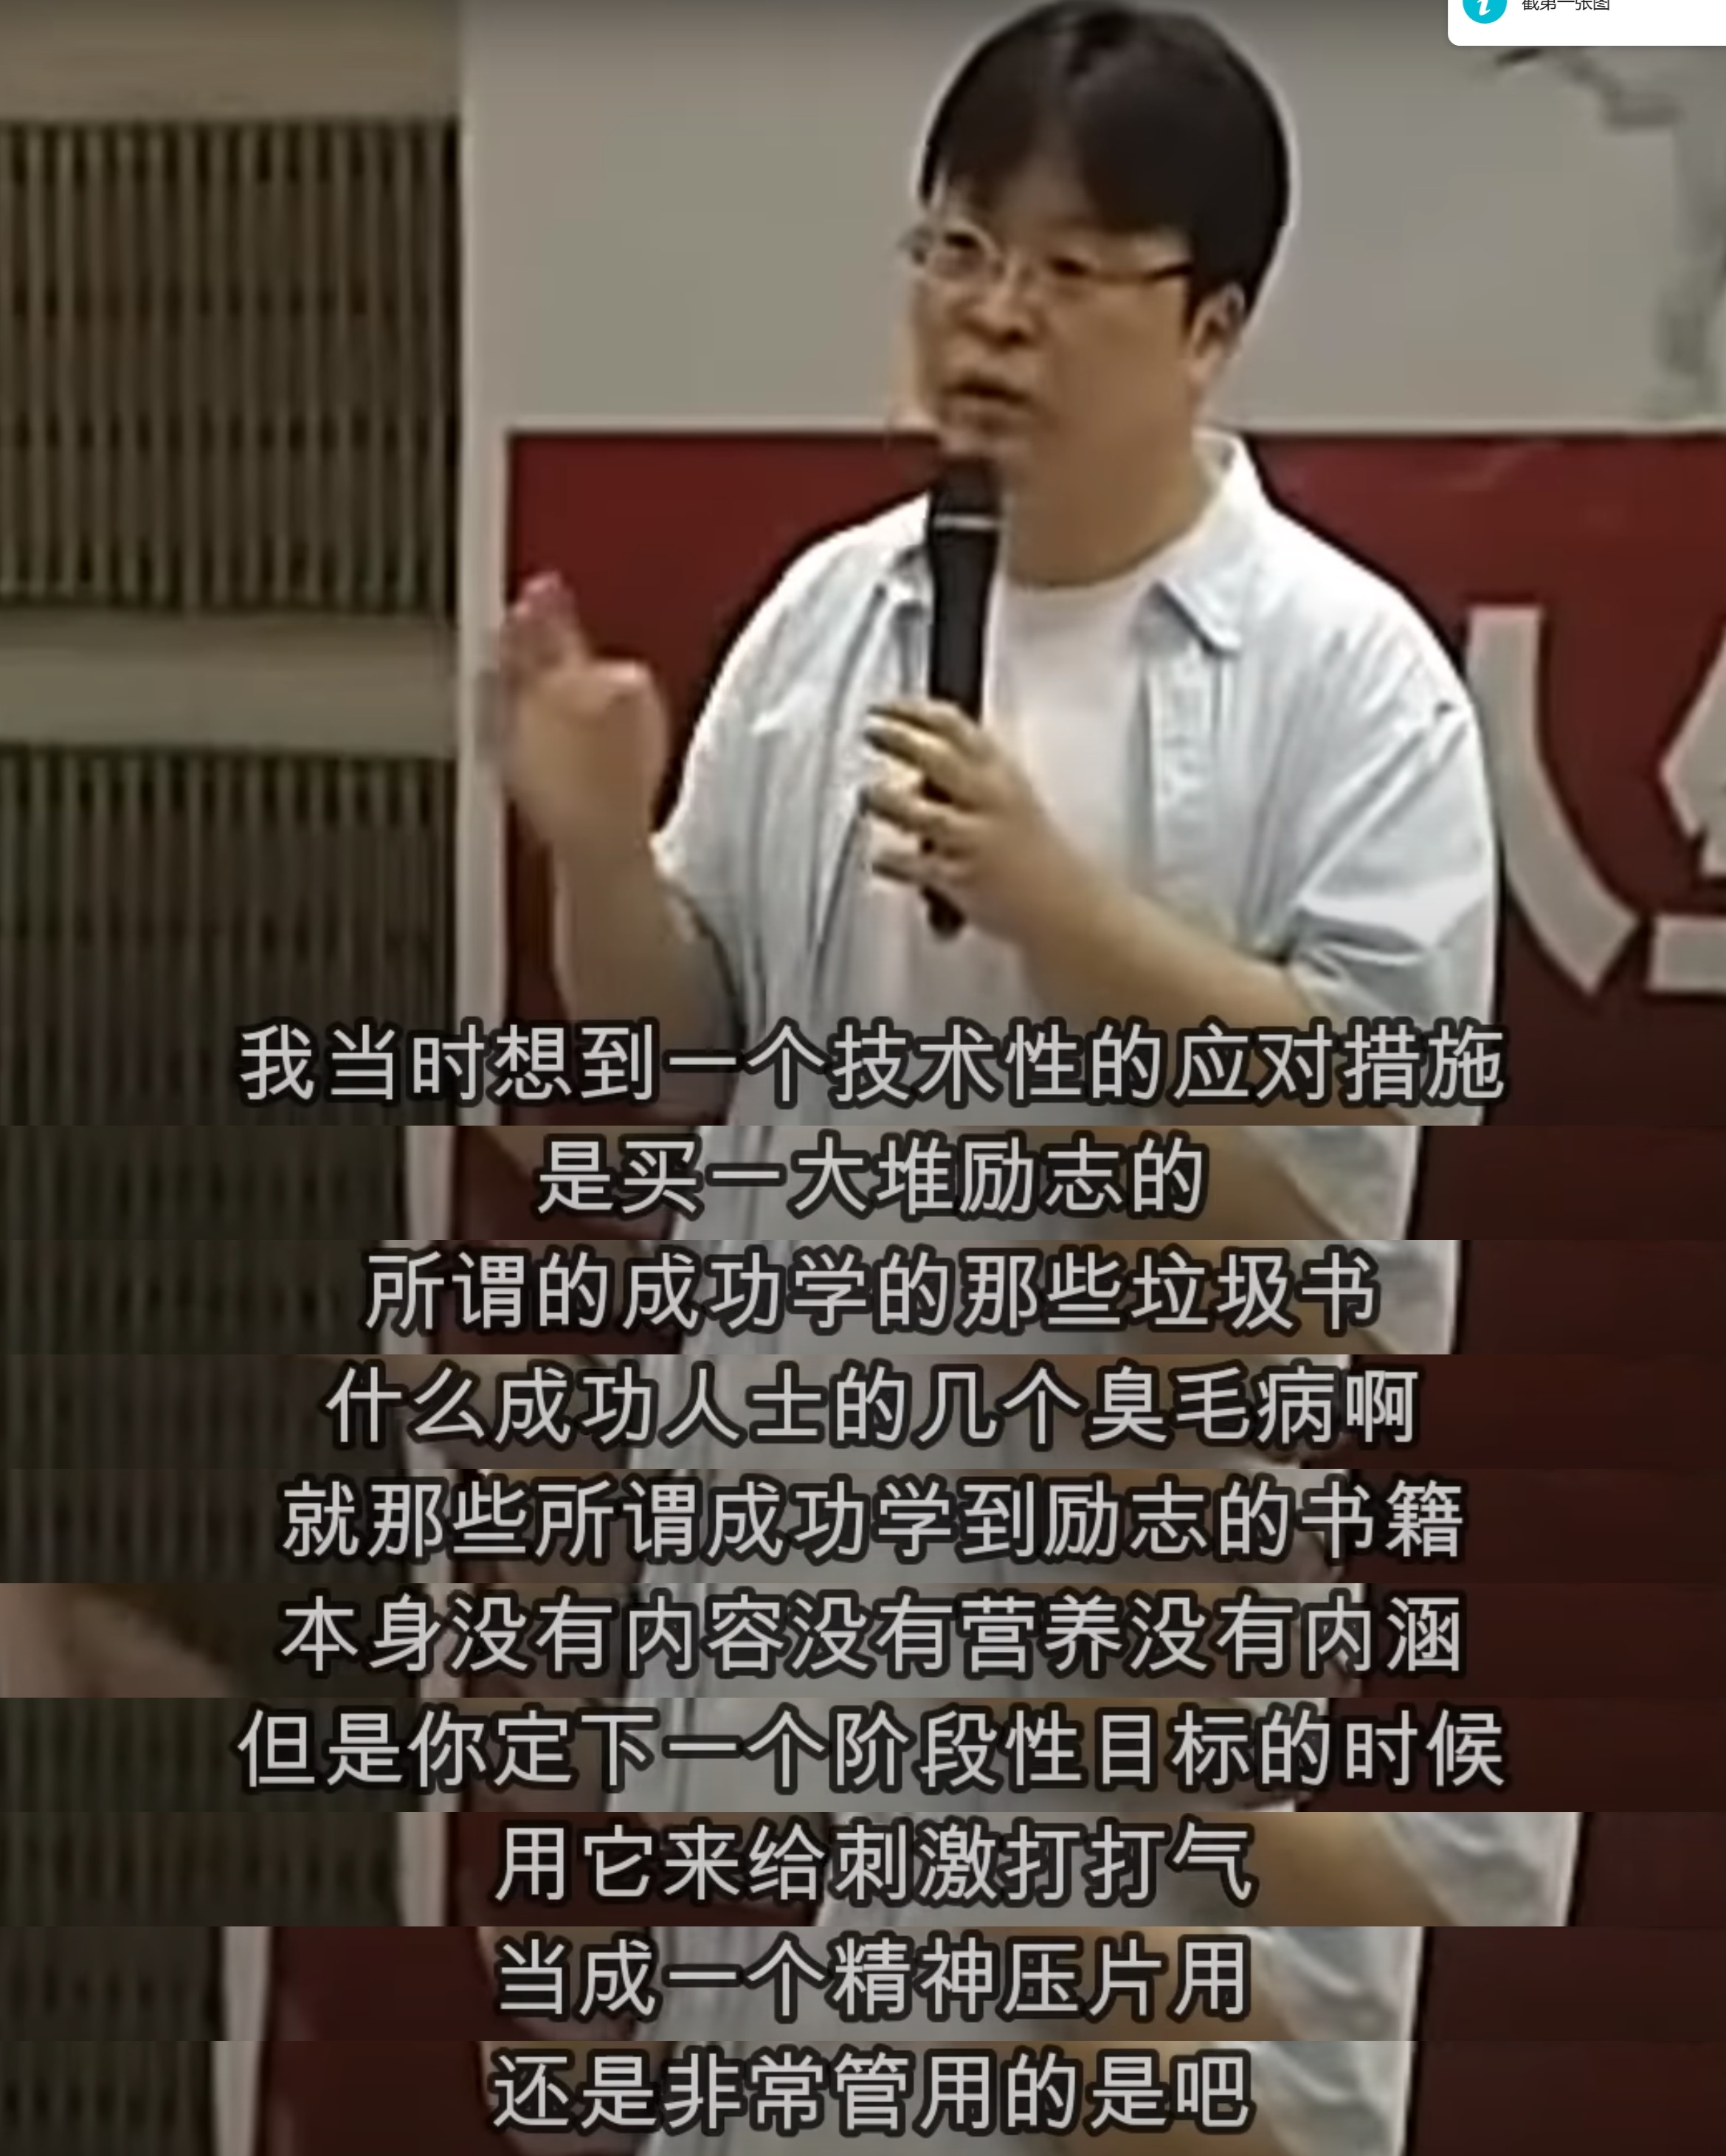 戳第一张图
我当时想到一个技术性的应对措施
是买一大堆励志的
所谓的成功学的那些垃圾书
什么成功人士的几个臭毛病啊
就那些所谓成功学到励志的书籍
本身没有内容没有营养没有内涵
但是你定下一个阶段性目标的时候
用它来给刺激打打气
当成一个精神压片用
还是非常管用的是吧